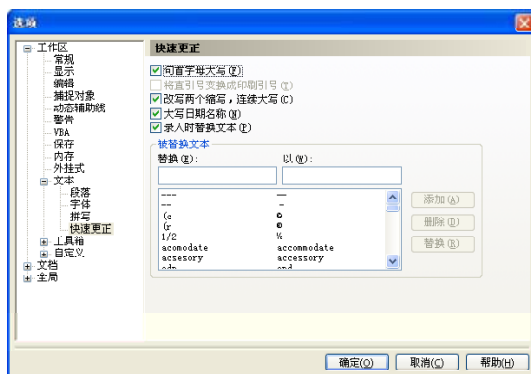 选项
工作区
常规
显示
编辑
捕捉对象
动态辅助线
警告
VBA
保存
内存
外挂式
文本
段落
字体
拼写
快速更正
工具箱
自定义
文档
全局
快速更正
句首字母大写(F)
将直引号变换成印刷引号(T)
改写两个缩写,连续大写(C)
大写日期名称(N)
录入时替换文本(P)
被替换文本
替换(E): 以(W):
--- —
-- –
(c ©
(r ®
1/2 ½
acomodate accommodate
acsesory accessory
adn and
添加(A)
删除(D)
替换(R)
确定(O) 取消(C) 帮助(H)